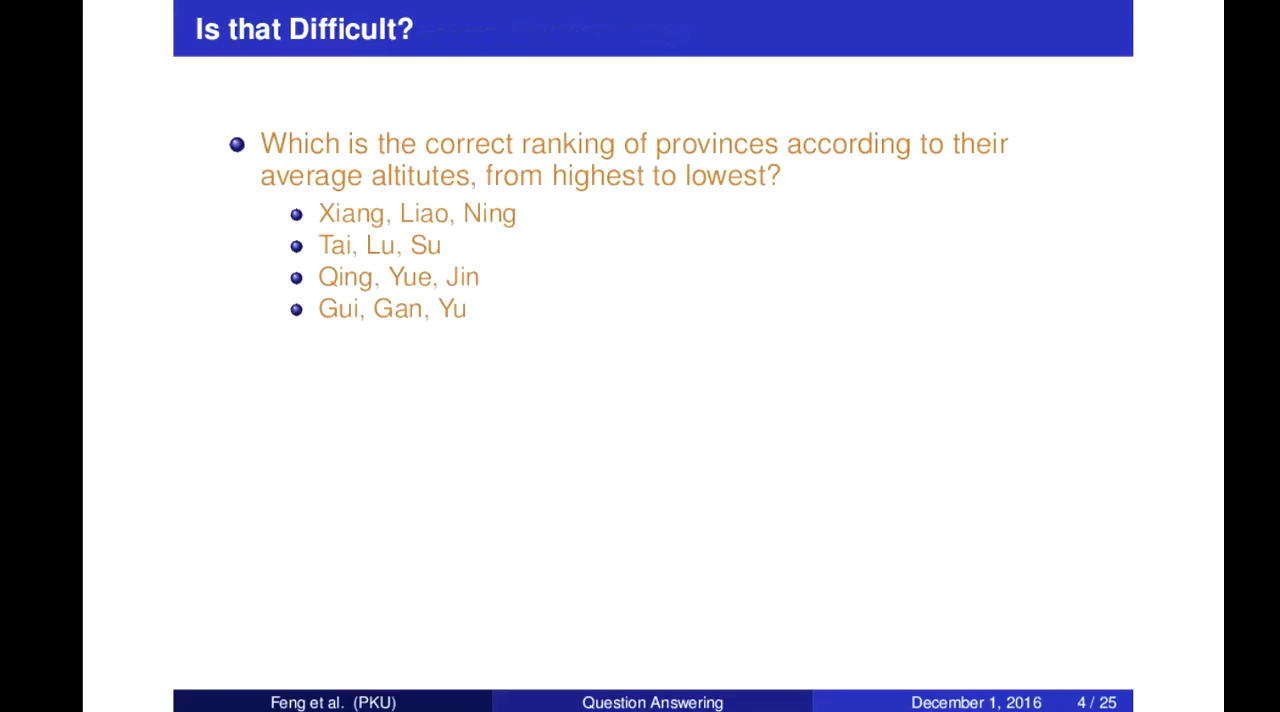 Is that Difficult?
Which is the correct ranking of provinces according to their
average altitutes, from highest to lowest?
Xiang, Liao, Ning
Tai, Lu, Su
Qing, Yue, Jin
Gui, Gan, Yu
Feng et al. (PKU)
Question Answering
December 1, 2016
4 / 25